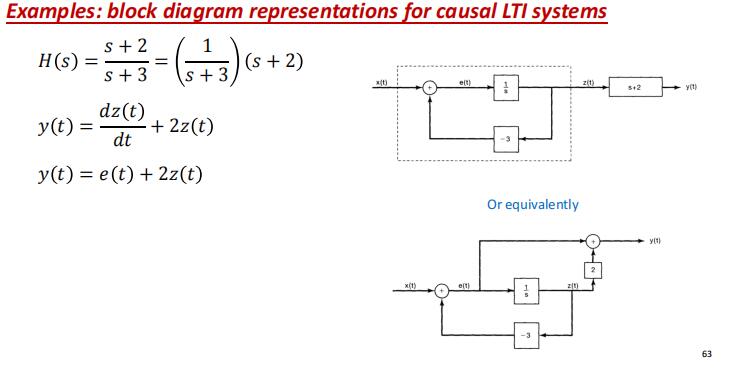 Examples: block diagram representations for causal LTI systems
H(s) = \frac{s + 2}{s + 3} = \left(\frac{1}{s + 3}\right)(s + 2)
y(t) = \frac{dz(t)}{dt} + 2z(t)
y(t) = e(t) + 2z(t)
x(t) + e(t) \frac{1}{s} z(t) s+2 y(t)
−3
Or equivalently
+ y(t)
2
x(t) + e(t) \frac{1}{s} z(t)
−3
63